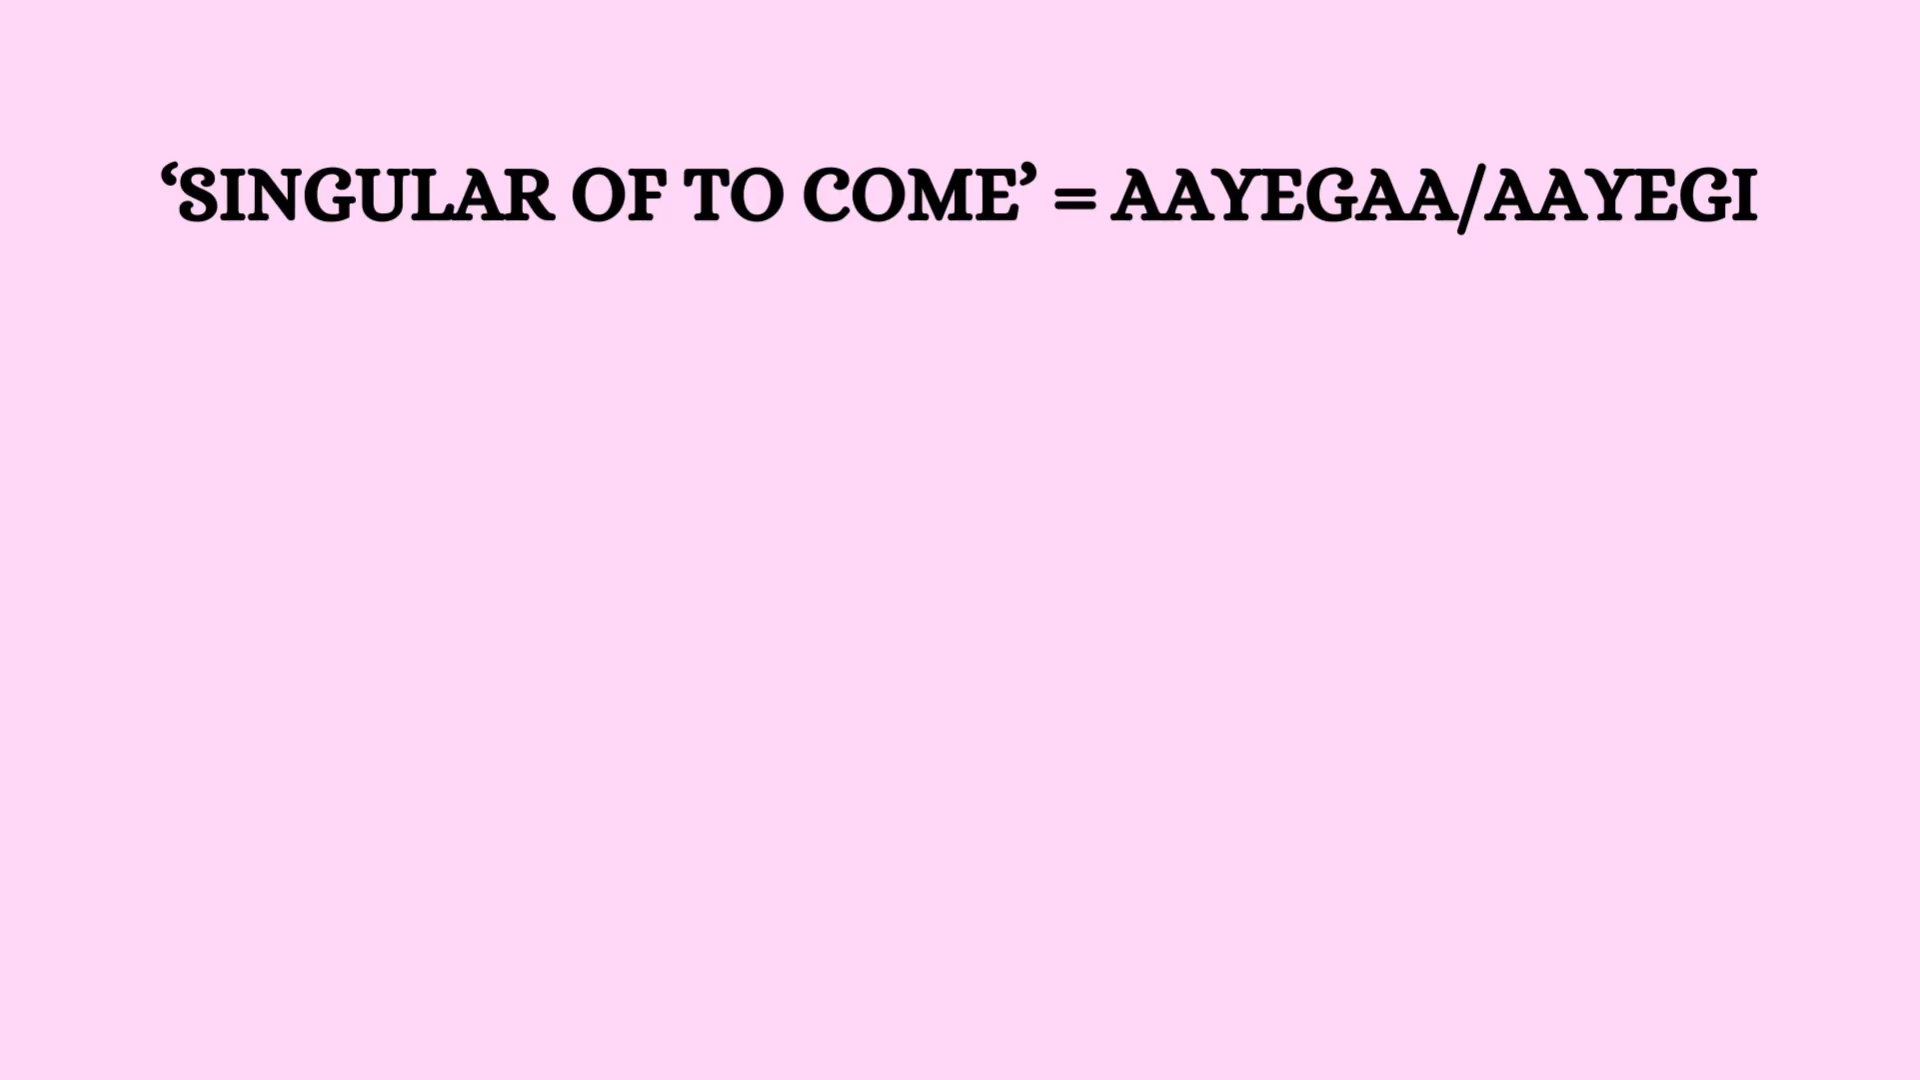 ‘SINGULAR OF TO COME’ = AAYEGAA/AAYEGI